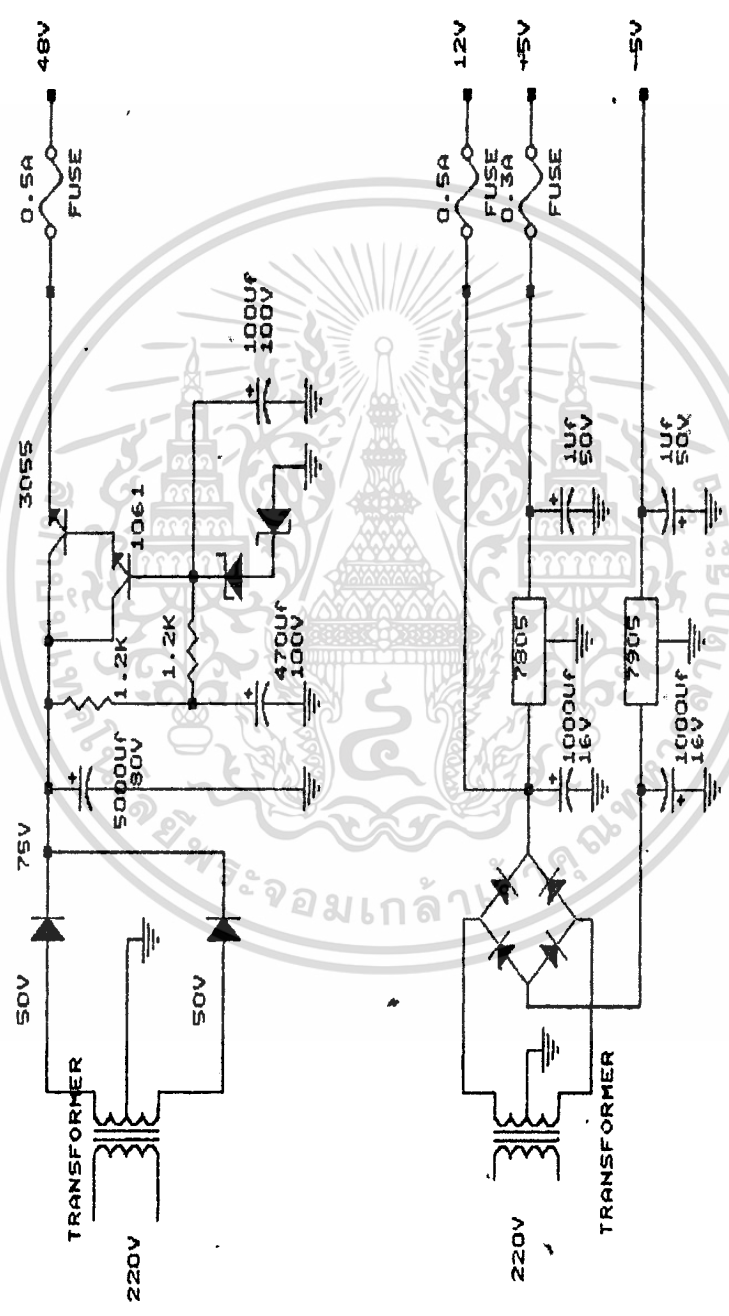 48V
0.5A
FUSE
3055
1061
100Uf
100V
1.2K
1.2K
470Uf
100V
5000Uf
80V
75V
50V
50V
TRANSFORMER
220V
12V
+5V
-5V
0.5A
FUSE
0.3A
FUSE
1Uf
50V
1Uf
50V
7805
7905
1000Uf
16V
1000Uf
16V
TRANSFORMER
220V